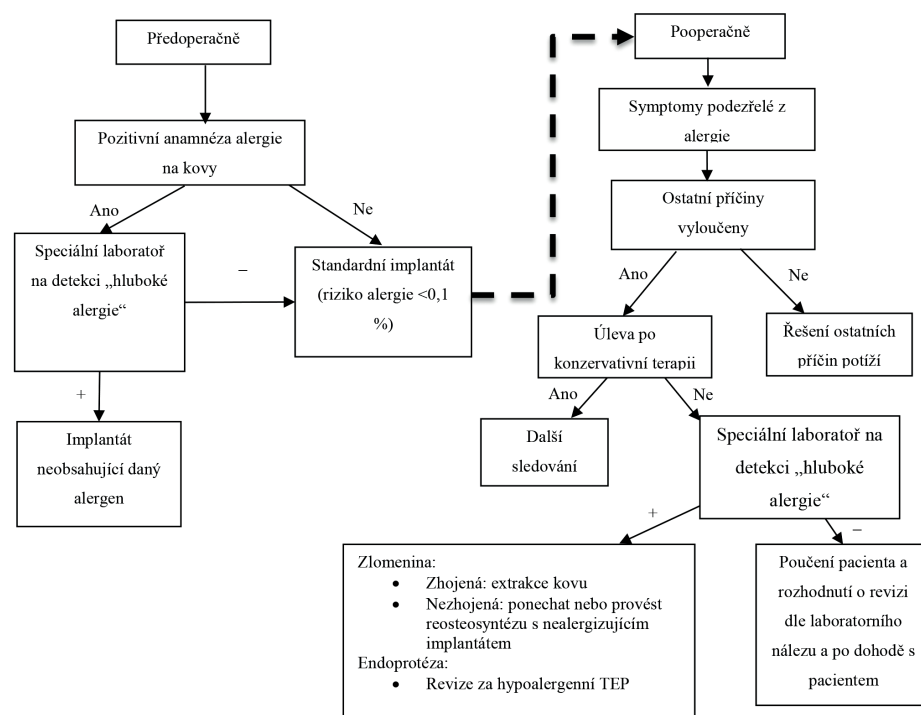 Předoperačně
Pozitivní anamnéza alergie
na kovy
Ano
Ne
Speciální laboratoř
na detekci „hluboké
alergie“
–
Standardní implantát
(riziko alergie <0,1
%)
+
Implantát
neobsahující daný
alergen
Pooperačně
Symptomy podezřelé z
alergie
Ostatní příčiny
vyloučeny
Ano
Ne
Úleva po
konzervativní terapii
Řešení ostatních
příčin potíží
Ano
Ne
Další
sledování
Speciální laboratoř na
detekci „hluboké
alergie“
+
–
Zlomenina:
• Zhojená: extrakce kovu
• Nezhojená: ponechat nebo provést
reosteosyntézu s nealergizujícím
implantátem
Endoprotéza:
• Revize za hypoalergenní TEP
Poučení pacienta a
rozhodnutí o revizi
dle laboratorního
nálezu a po dohodě s
pacientem